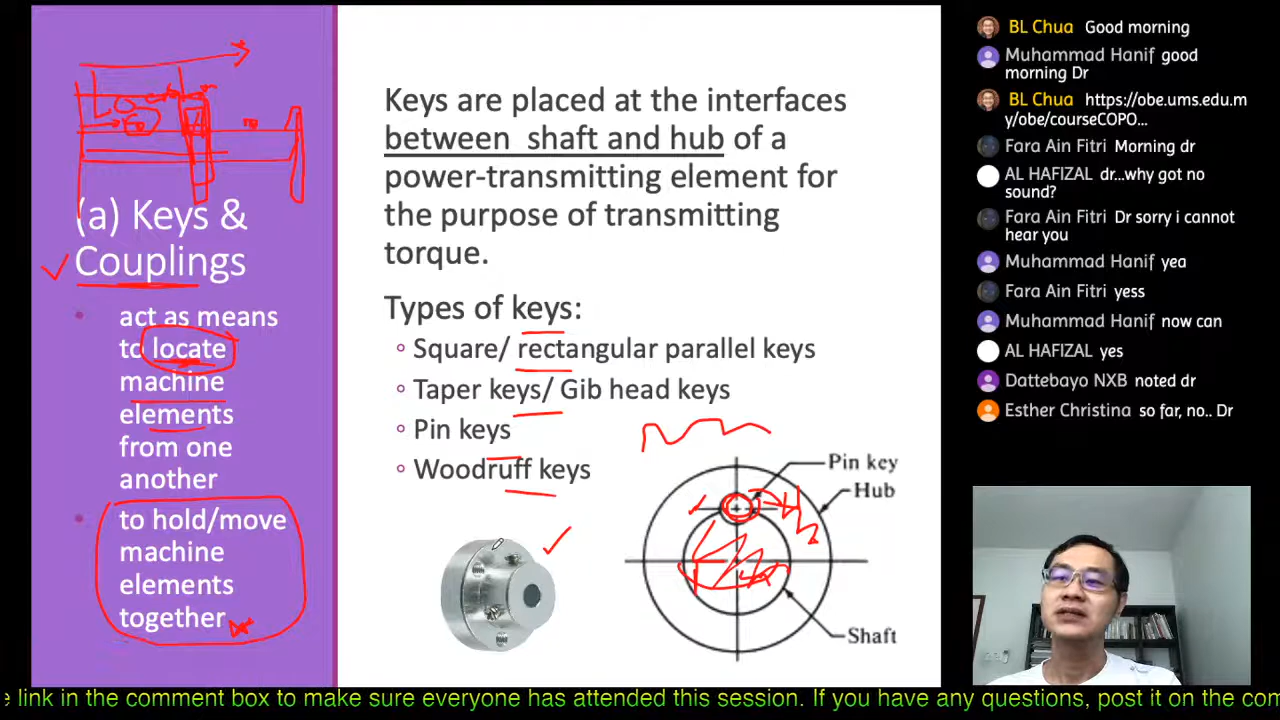 (a) Keys &
Couplings
• act as means
to locate
machine
elements
from one
another
• to hold/move
machine
elements
together
Keys are placed at the interfaces
between shaft and hub of a
power-transmitting element for
the purpose of transmitting
torque.
Types of keys:
◦ Square/ rectangular parallel keys
◦ Taper keys/ Gib head keys
◦ Pin keys
◦ Woodruff keys
Pin key
Hub
Shaft
BL Chua Good morning
Muhammad Hanif good
morning Dr
BL Chua https://obe.ums.edu.m
y/obe/courseCOPO...
Fara Ain Fitri Morning dr
AL HAFIZAL dr...why got no
sound?
Fara Ain Fitri Dr sorry i cannot
hear you
Muhammad Hanif yea
Fara Ain Fitri yess
Muhammad Hanif now can
AL HAFIZAL yes
Dattebayo NXB noted dr
Esther Christina so far, no.. Dr
e link in the comment box to make sure everyone has attended this session. If you have any questions, post it on the com